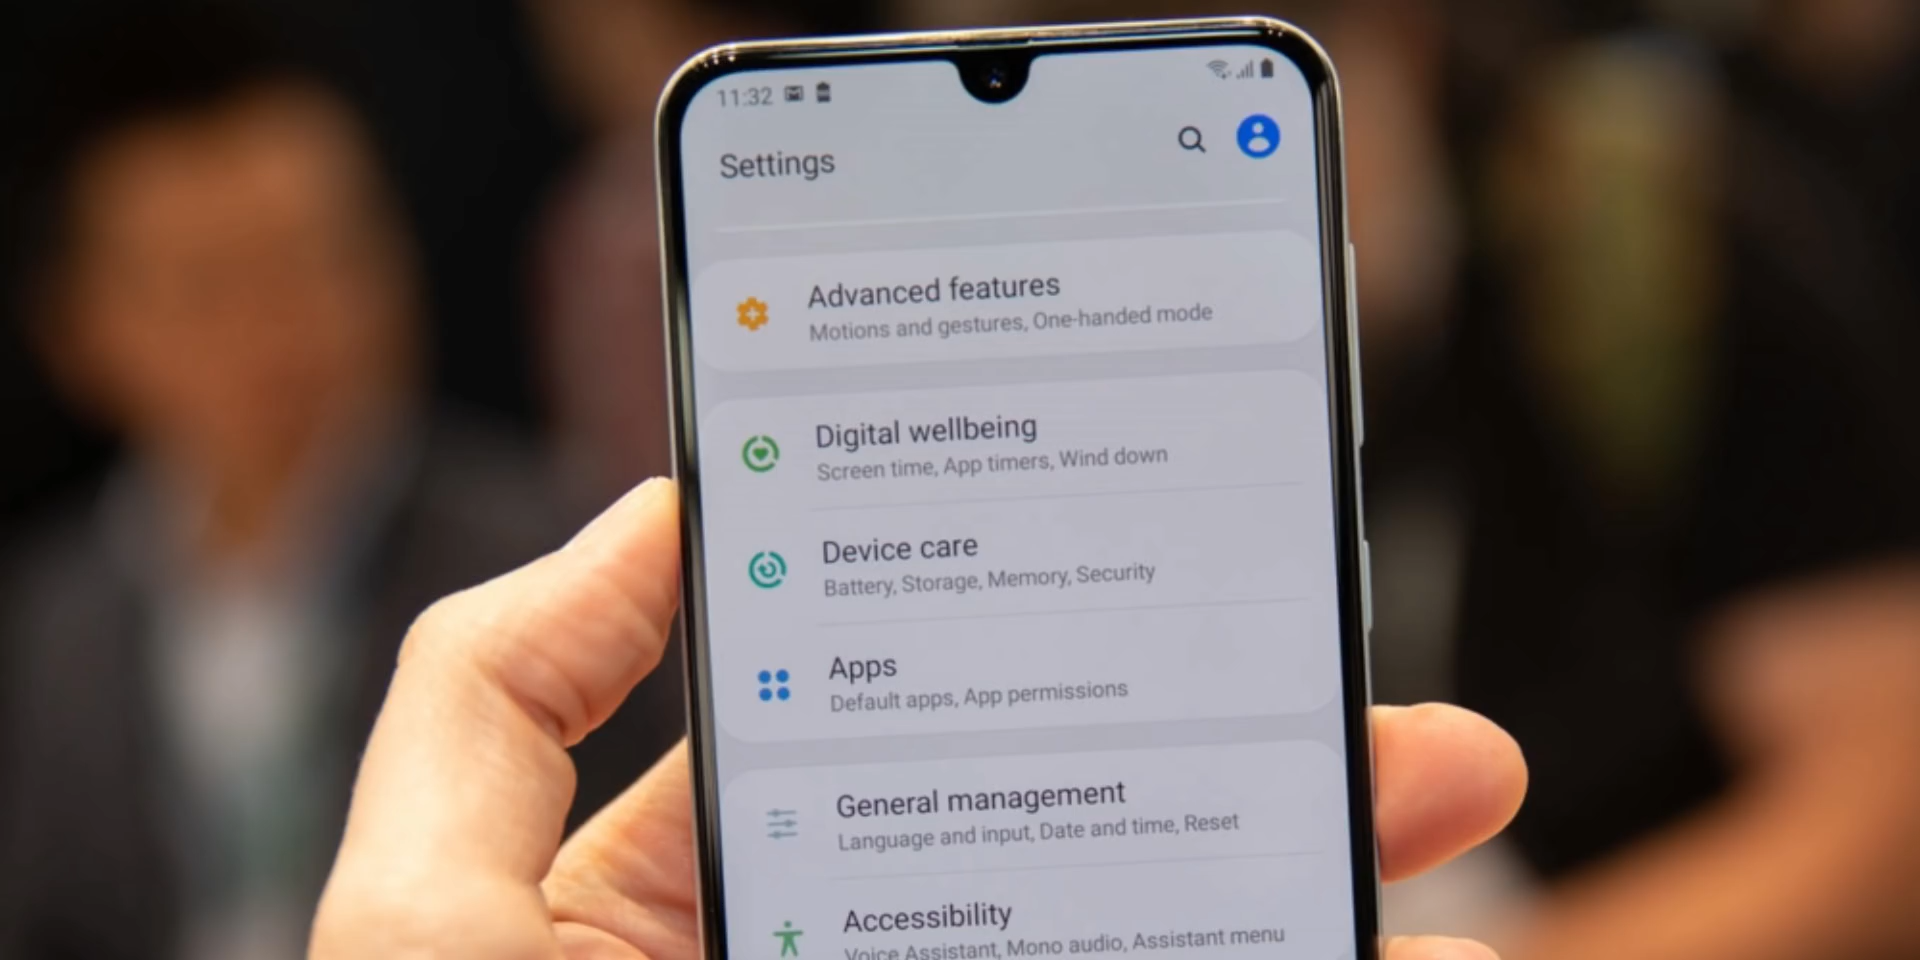 11:32
Settings
Advanced features
Motions and gestures, One-handed mode
Digital wellbeing
Screen time, App timers, Wind down
Device care
Battery, Storage, Memory, Security
Apps
Default apps, App permissions
General management
Language and input, Date and time, Reset
Accessibility
Voice Assistant, Mono audio, Assistant menu